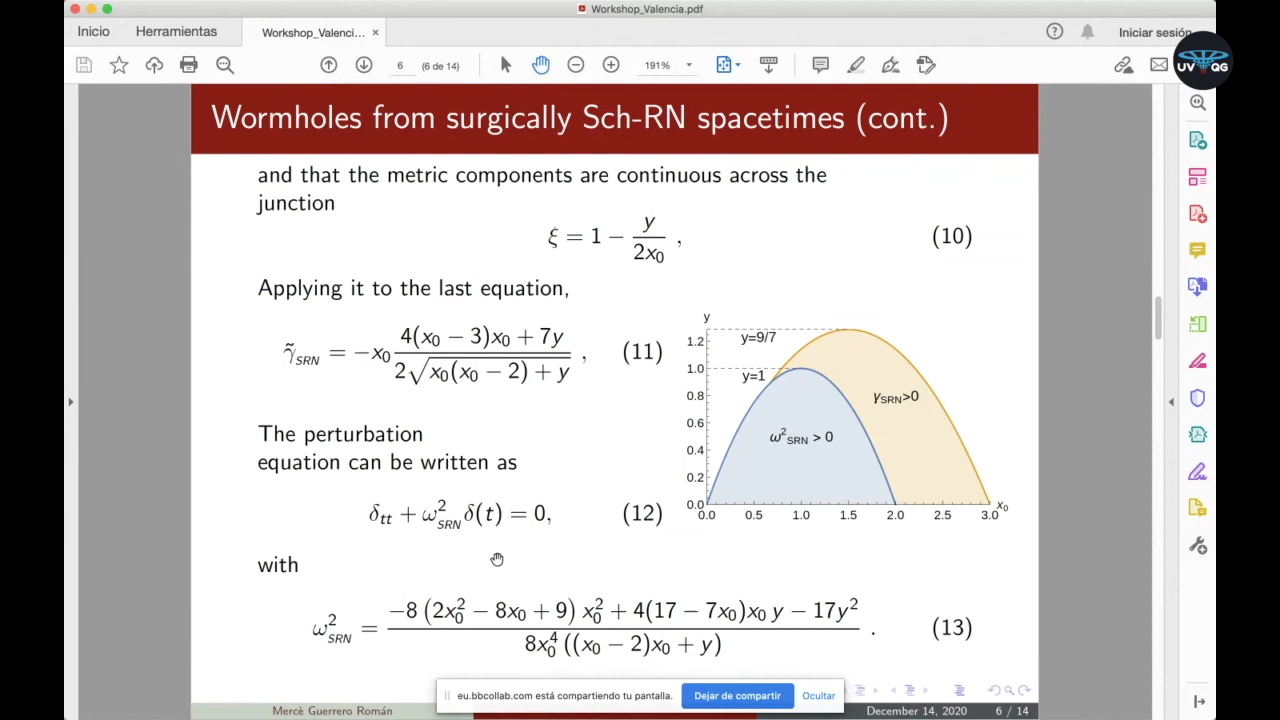 Workshop_Valencia.pdf
Inicio
Herramientas
Workshop_Valenci... ×
Iniciar sesión
UV QG
6 (6 de 14)
191%
Wormholes from surgically Sch-RN spacetimes (cont.)
and that the metric components are continuous across the
junction
ξ = 1 − y/2x₀ , (10)
Applying it to the last equation,
γ̃_SRN = −x₀ (4(x₀ − 3)x₀ + 7y)/(2√(x₀(x₀ − 2) + y)) , (11)
y
1.2
1.0
0.8
0.6
0.4
0.2
0.0
y=9/7
y=1
γSRN>0
ω²SRN > 0
0.0 0.5 1.0 1.5 2.0 2.5 3.0 x₀
The perturbation
equation can be written as
δtt + ω²_SRN δ(t) = 0, (12)
with
ω²_SRN = (−8 (2x₀² − 8x₀ + 9) x₀² + 4(17 − 7x₀)x₀ y − 17y²)/(8x₀⁴ ((x₀ − 2)x₀ + y)) . (13)
eu.bbcollab.com está compartiendo tu pantalla.
Dejar de compartir
Ocultar
Mercè Guerrero Román
December 14, 2020
6 / 14